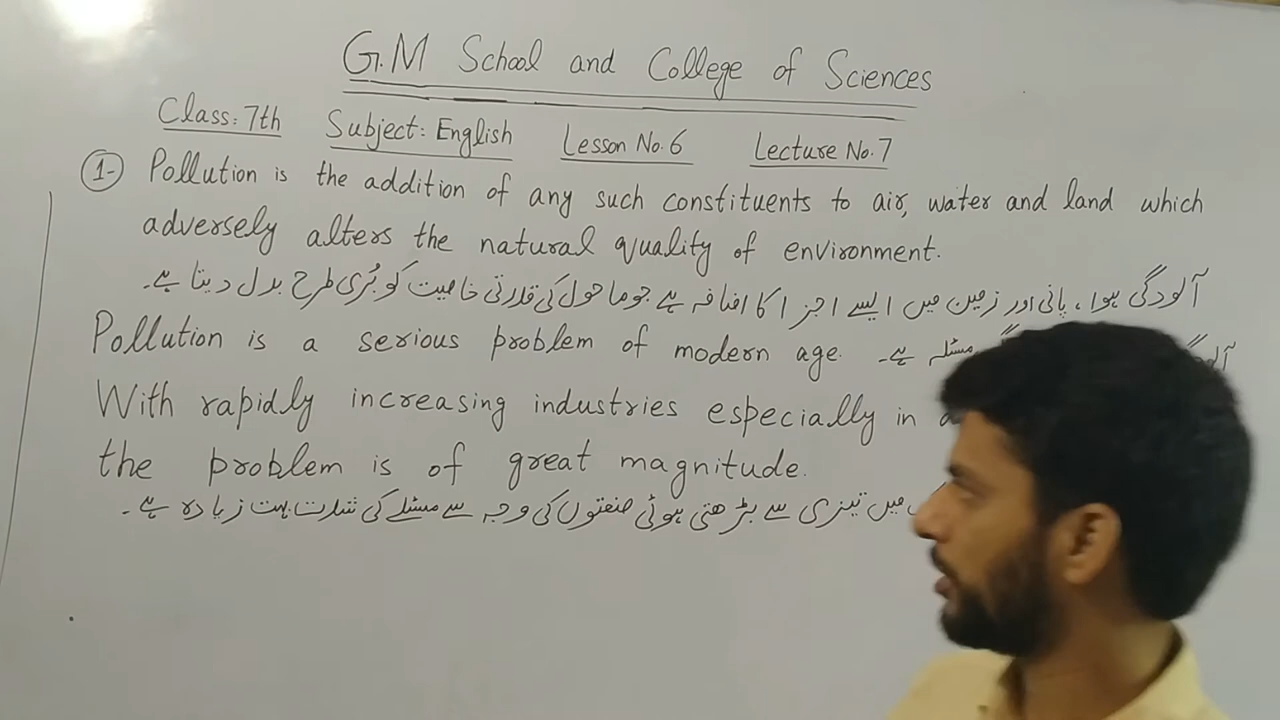 G.M School and College of Sciences
Class: 7th Subject: English Lesson No. 6 Lecture No. 7
1- Pollution is the addition of any such constituents to air, water and land which
adversely alters the natural quality of environment.
آلودگی ہوا، پانی اور زمین میں ایسے اجزا کا اضافہ ہے جو ماحول کی قدرتی خاصیت کو بُری طرح بدل دیتا ہے۔
Pollution is a serious problem of modern age. مسئلہ ہے۔
With rapidly increasing industries especially in
the problem is of great magnitude.
میں تیزی سے بڑھتی ہوئی صنعتوں کی وجہ سے مسئلے کی شدت بہت زیادہ ہے۔